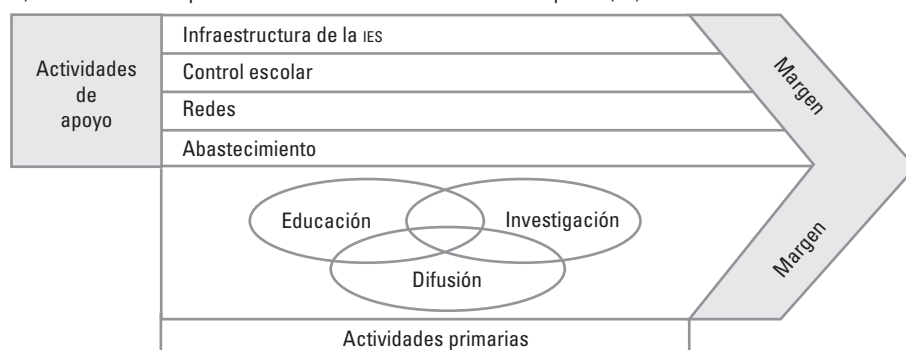 Infraestructura de la IES
Actividades
de
apoyo
Control escolar
Redes
Abastecimiento
Margen
Margen
Educación
Investigación
Difusión
Actividades primarias